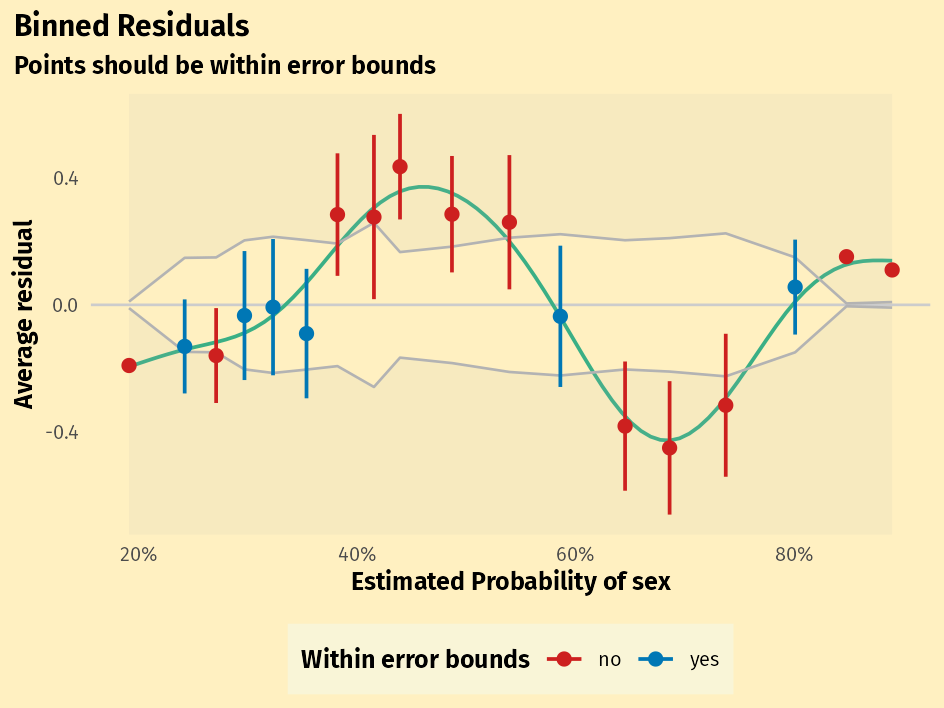 Binned Residuals
Points should be within error bounds
Average residual
0.4
0.0
-0.4
20% 40% 60% 80%
Estimated Probability of sex
Within error bounds no yes